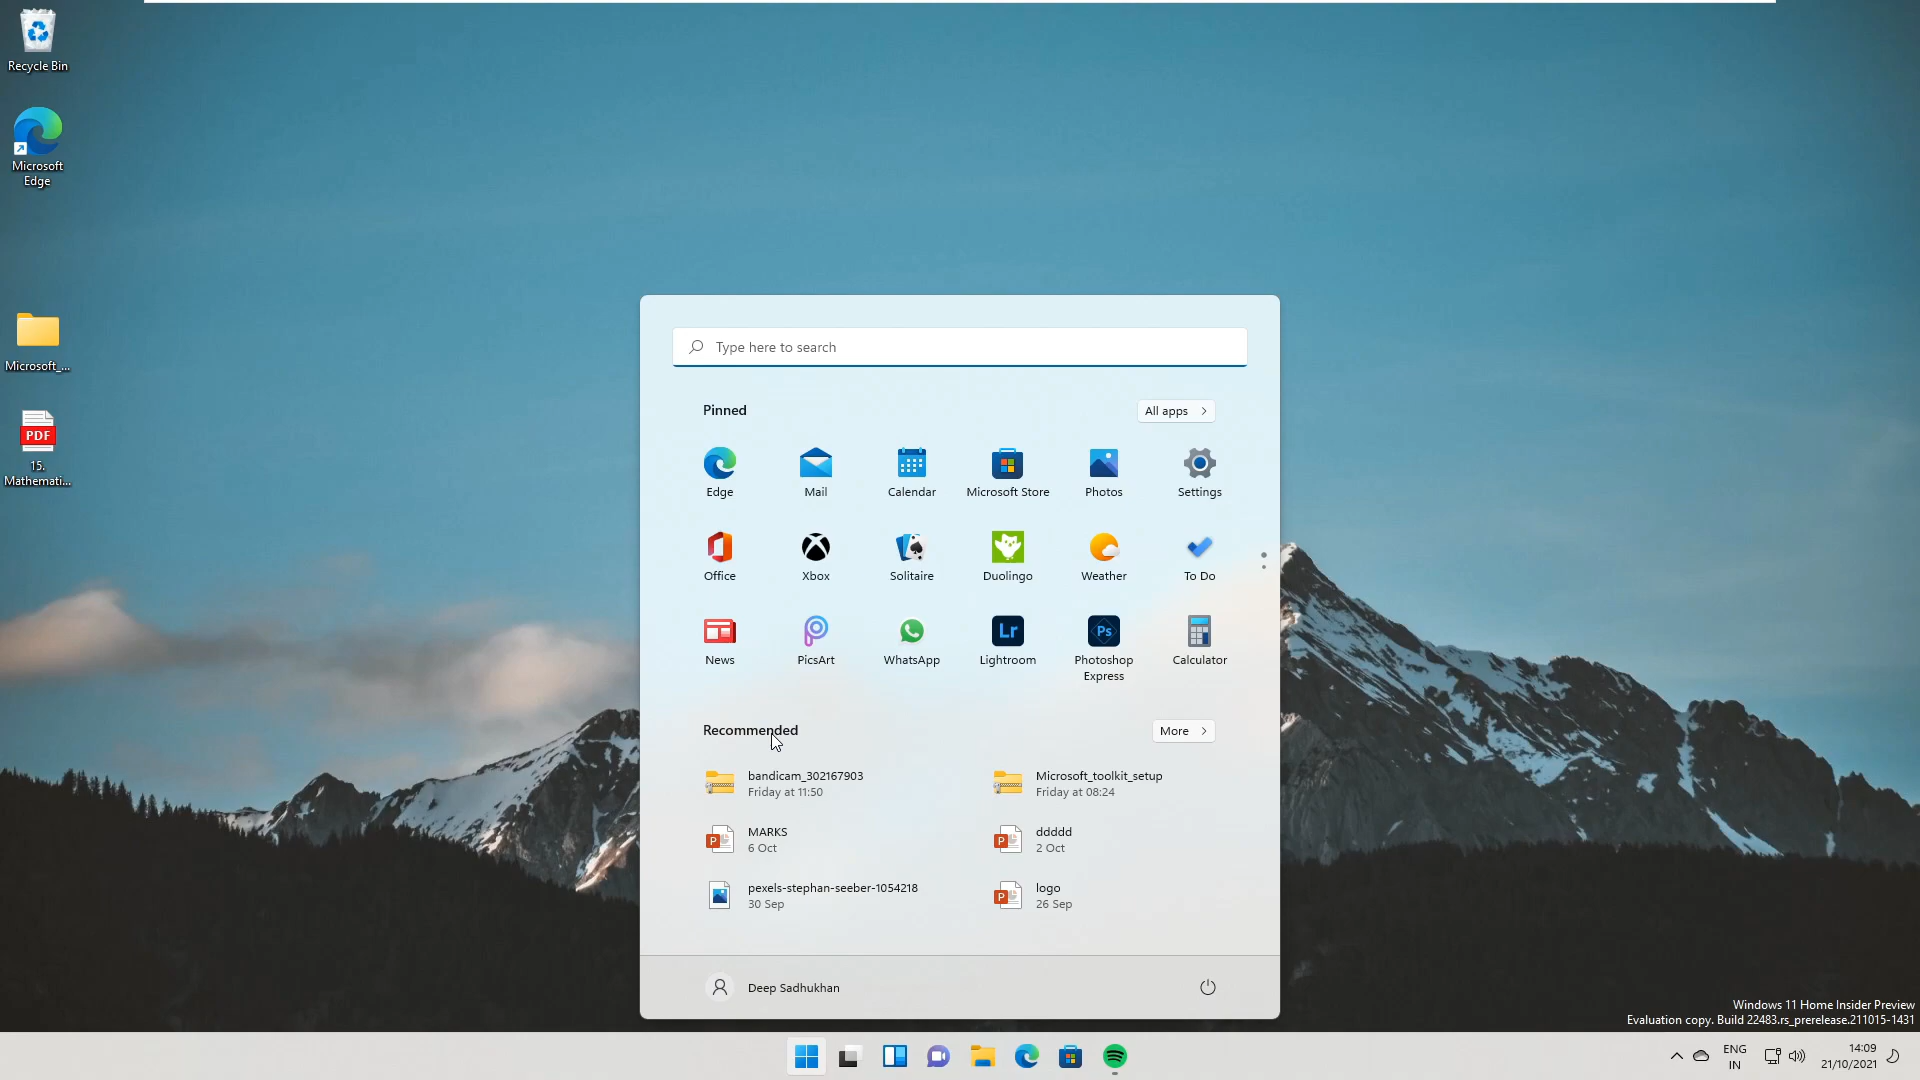 Recycle Bin
Microsoft
Edge
Microsoft_...
PDF
15.
Mathemati...
Type here to search
Pinned
All apps
Edge
Mail
Calendar
Microsoft Store
Photos
Settings
Office
Xbox
Solitaire
Duolingo
Weather
To Do
News
PicsArt
WhatsApp
Lr
Lightroom
Ps
Photoshop
Express
Calculator
Recommended
More
bandicam_302167903
Friday at 11:50
Microsoft_toolkit_setup
Friday at 08:24
P
MARKS
6 Oct
P
ddddd
2 Oct
pexels-stephan-seeber-1054218
30 Sep
P
logo
26 Sep
Deep Sadhukhan
Windows 11 Home Insider Preview
Evaluation copy. Build 22483.rs_prerelease.211015-1431
ENG
IN
14:09
21/10/2021